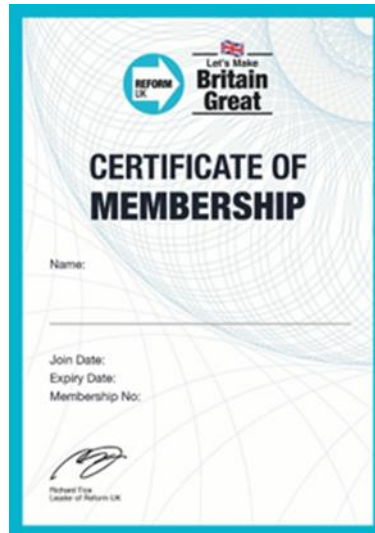 REFORM
UK
Let's Make
Britain
Great
CERTIFICATE OF
MEMBERSHIP
Name:
Join Date:
Expiry Date:
Membership No:
Richard Tice
Leader of Reform UK